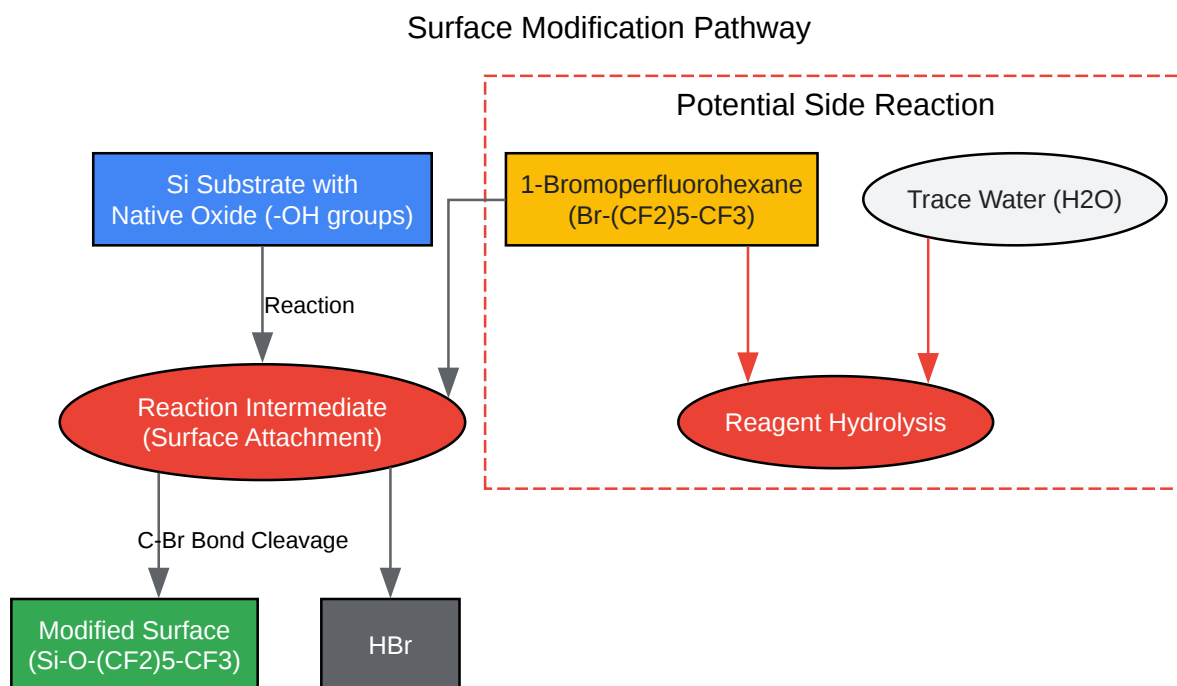 Surface Modification Pathway
Potential Side Reaction
Si Substrate with
Native Oxide (-OH groups)
1-Bromoperfluorohexane
(Br-(CF2)5-CF3)
Trace Water (H2O)
Reaction
Reaction Intermediate
(Surface Attachment)
Reagent Hydrolysis
C-Br Bond Cleavage
Modified Surface
(Si-O-(CF2)5-CF3)
HBr